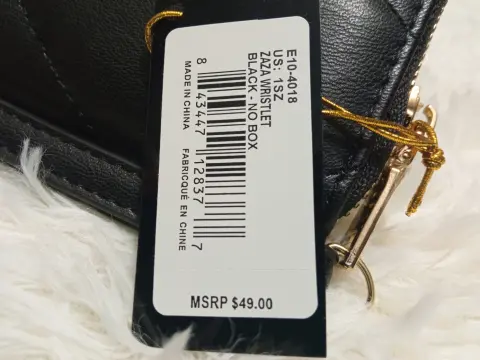 E10-4018
US: 1SZ
ZAZA WRISTLET
BLACK - NO BOX
8 43447 12837 7
MADE IN CHINA
FABRIQUÉ EN CHINE
MSRP $49.00